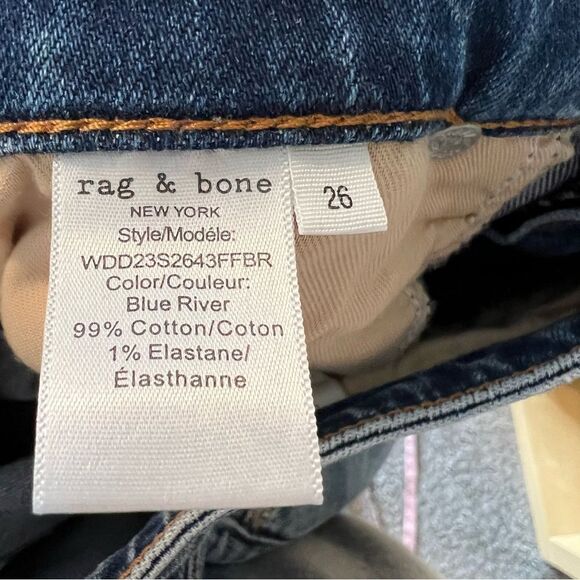 rag & bone
NEW YORK
Style/Modéle:
WDD23S2643FFBR
Color/Couleur:
Blue River
99% Cotton/Coton
1% Elastane/
Élasthanne
26